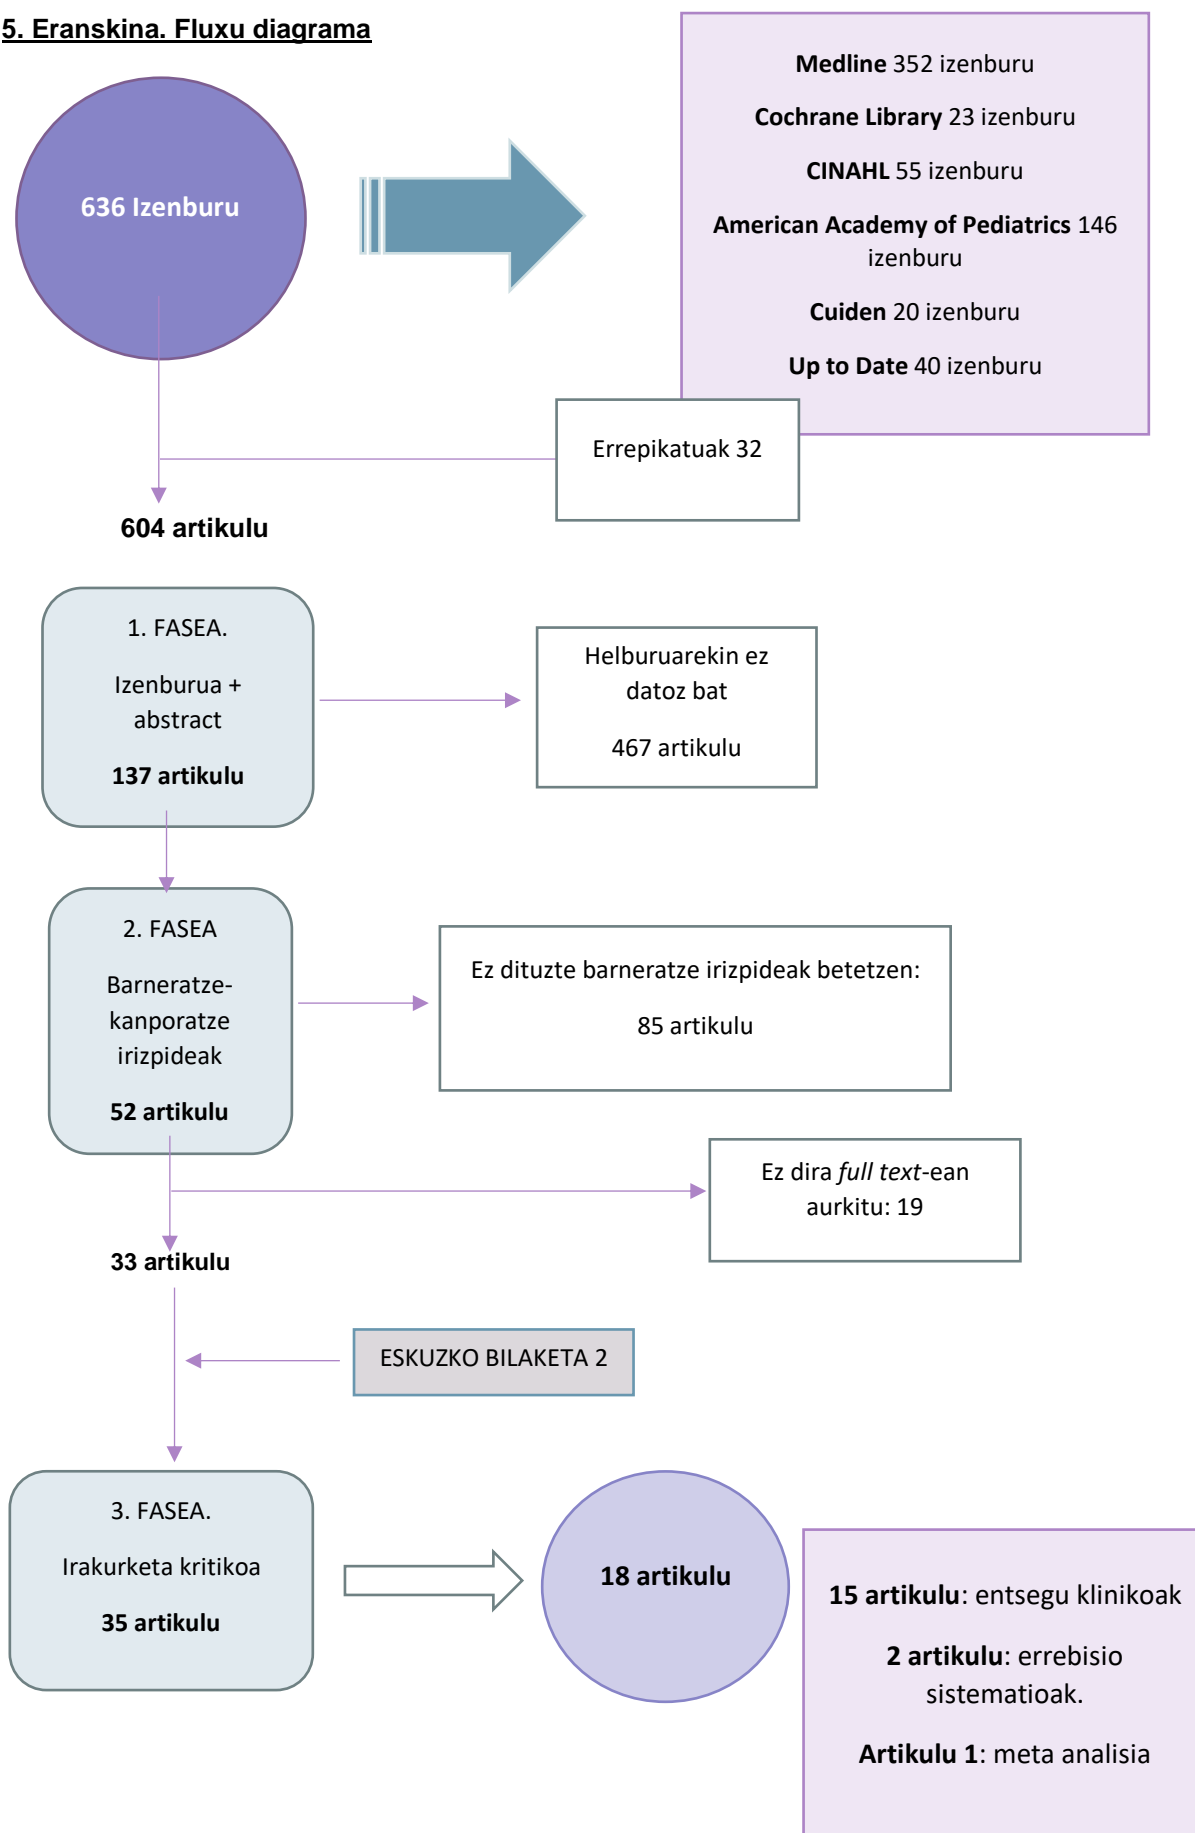 5. Eranskina. Fluxu diagrama
636 Izenburu
Medline 352 izenburu
Cochrane Library 23 izenburu
CINAHL 55 izenburu
American Academy of Pediatrics 146
izenburu
Cuiden 20 izenburu
Up to Date 40 izenburu
Errepikatuak 32
604 artikulu
1. FASEA.
Izenburua +
abstract
137 artikulu
Helburuarekin ez
datoz bat
467 artikulu
2. FASEA
Barneratze-
kanporatze
irizpideak
52 artikulu
Ez dituzte barneratze irizpideak betetzen:
85 artikulu
Ez dira full text-ean
aurkitu: 19
33 artikulu
ESKUZKO BILAKETA 2
3. FASEA.
Irakurketa kritikoa
35 artikulu
18 artikulu
15 artikulu: entsegu klinikoak
2 artikulu: errebisio
sistematioak.
Artikulu 1: meta analisia